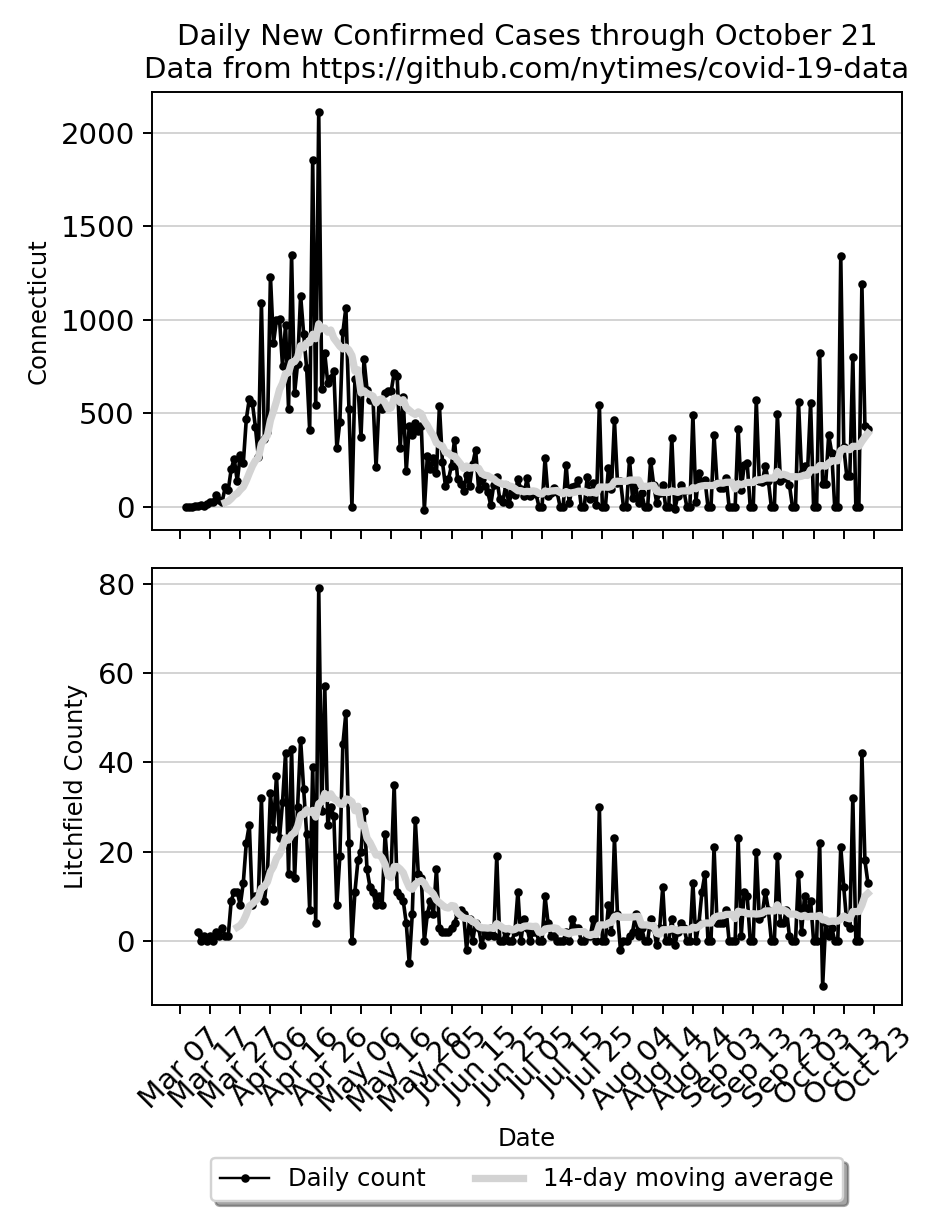 Daily New Confirmed Cases through October 21
Data from https://github.com/nytimes/covid-19-data
2000
1500
1000
500
0
Connecticut
80
60
40
20
0
Litchfield County
Mar 07
Mar 17
Mar 27
Apr 06
Apr 16
Apr 26
May 06
May 16
May 26
Jun 05
Jun 15
Jun 25
Jul 05
Jul 15
Jul 25
Aug 04
Aug 14
Aug 24
Sep 03
Sep 13
Sep 23
Oct 03
Oct 13
Oct 23
Date
Daily count
14-day moving average